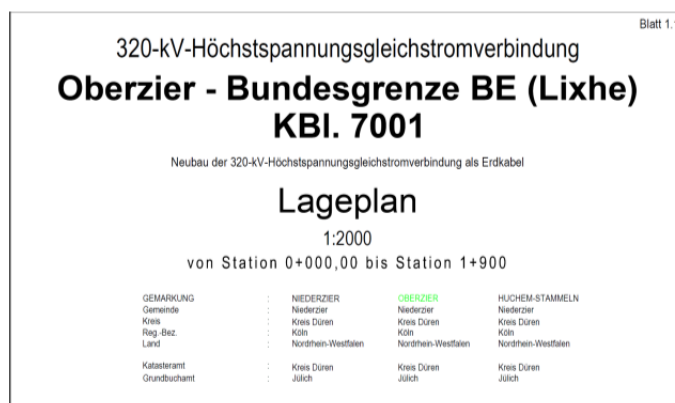 Blatt 1.
320-kV-Höchstspannungsgleichstromverbindung
Oberzier - Bundesgrenze BE (Lixhe)
KBl. 7001
Neubau der 320-kV-Höchstspannungsgleichstromverbindung als Erdkabel
Lageplan
1:2000
von Station 0+000,00 bis Station 1+900
GEMARKUNG : NIEDERZIER OBERZIER HUCHEM-STAMMELN
Gemeinde : Niederzier Niederzier Niederzier
Kreis : Kreis Düren Kreis Düren Kreis Düren
Reg.-Bez. : Köln Köln Köln
Land : Nordrhein-Westfalen Nordrhein-Westfalen Nordrhein-Westfalen
Katasteramt : Kreis Düren Kreis Düren Kreis Düren
Grundbuchamt : Jülich Jülich Jülich